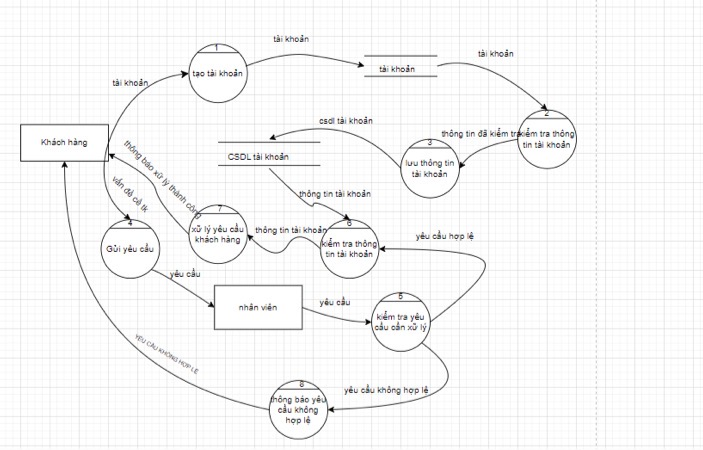 1
tạo tài khoản
tài khoản
tài khoản
tài khoản
tài khoản
2
kiểm tra thông
tin tài khoản
thông tin đã kiểm tra
3
lưu thông tin
tài khoản
csdl tài khoản
CSDL tài khoản
Khách hàng
thông báo xử lý thành công
vấn đề về tk
4
Gửi yêu cầu
yêu cầu
nhân viên
yêu cầu
5
kiểm tra yêu
cầu cần xử lý
yêu cầu hợp lệ
thông tin tài khoản
6
kiểm tra thông
tin tài khoản
thông tin tài khoản
7
xử lý yêu cầu
khách hàng
yêu cầu không hợp lệ
8
thông báo yêu
cầu không
hợp lệ
YÊU CẦU KHÔNG HỢP LỆ